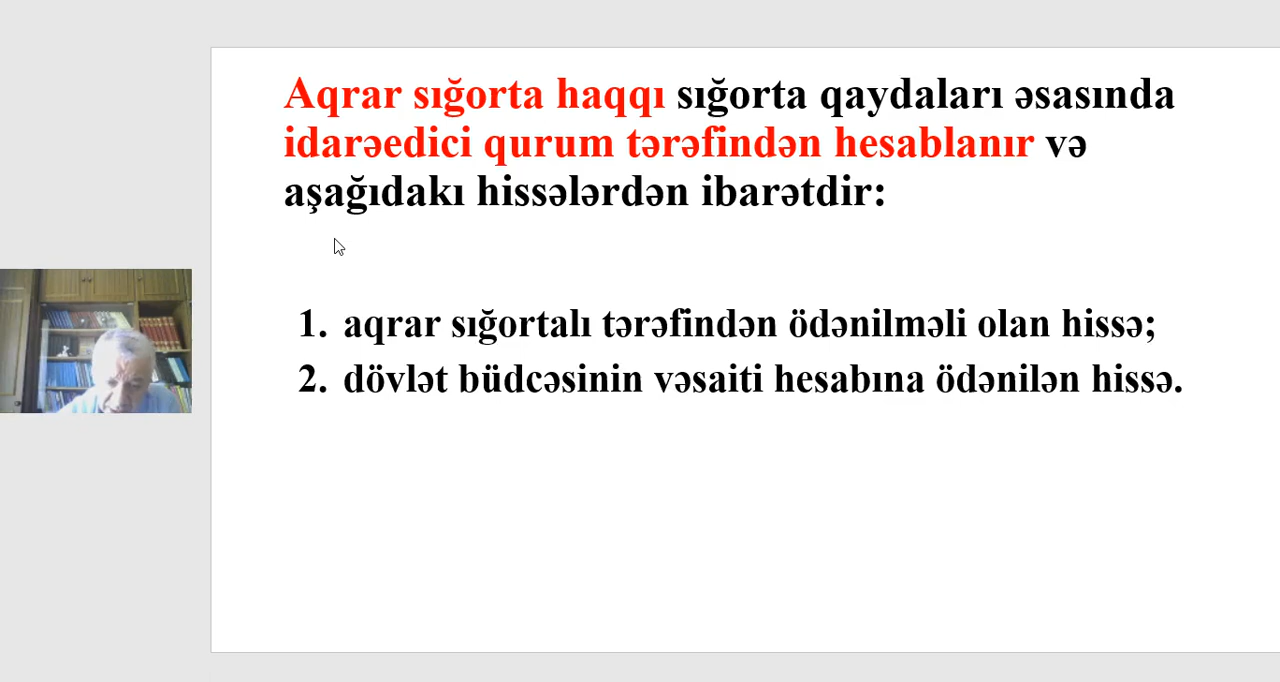 Aqrar sığorta haqqı sığorta qaydaları əsasında
idarəedici qurum tərəfindən hesablanır və
aşağıdakı hissələrdən ibarətdir:
1. aqrar sığortalı tərəfindən ödənilməli olan hissə;
2. dövlət büdcəsinin vəsaiti hesabına ödənilən hissə.